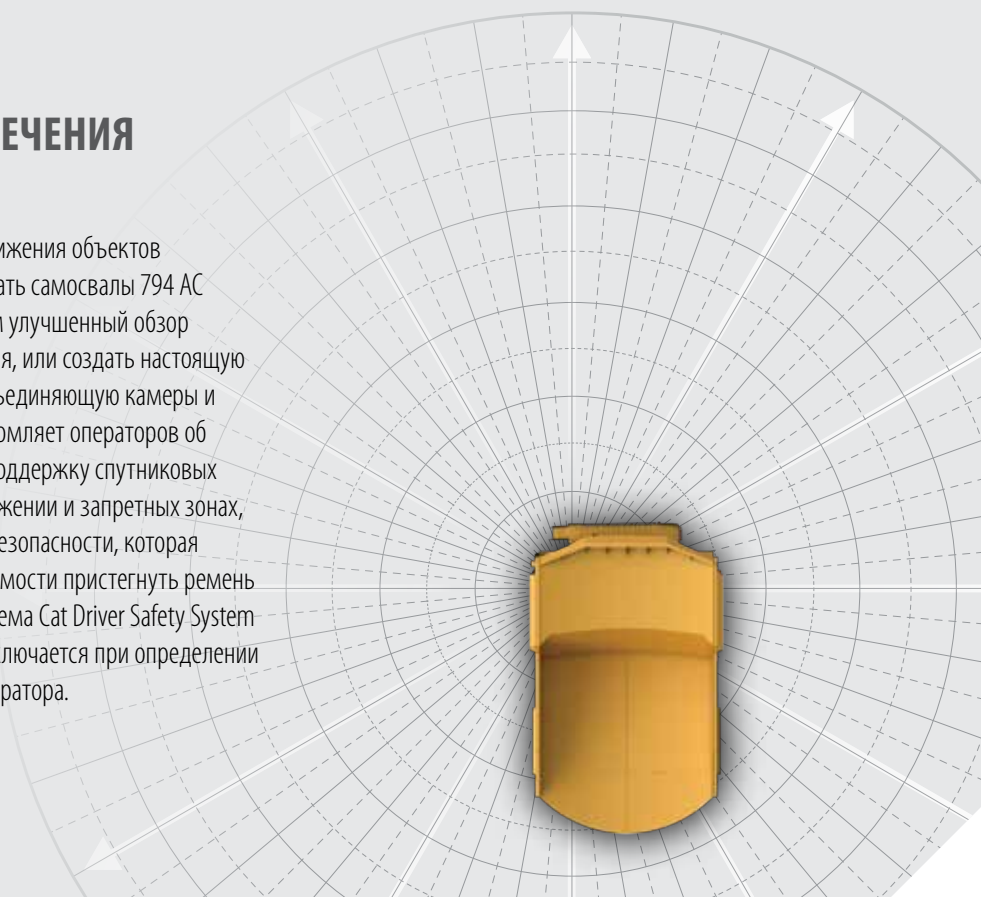 ЕЧЕНИЯ
ижения объектов
ать самосвалы 794 AC
и улучшенный обзор
я, или создать настоящую
ъединяющую камеры и
омляет операторов об
оддержку спутниковых
жении и запретных зонах,
езопасности, которая
мости пристегнуть ремень
ема Cat Driver Safety System
ключается при определении
ратора.